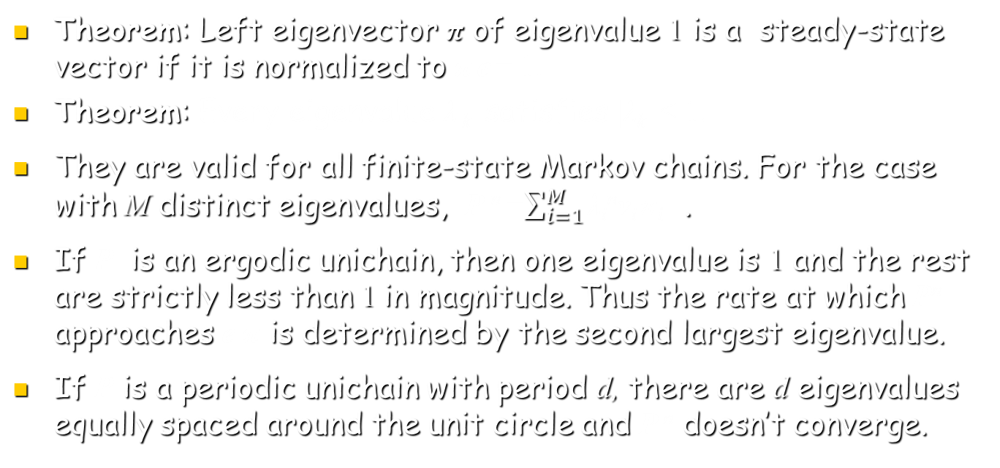 Theorem: Left eigenvector π of eigenvalue 1 is a steady-state
vector if it is normalized to
Theorem:
They are valid for all finite-state Markov chains. For the case
with M distinct eigenvalues, ∑_{i=1}^{M} .
If is an ergodic unichain, then one eigenvalue is 1 and the rest
are strictly less than 1 in magnitude. Thus the rate at which
approaches is determined by the second largest eigenvalue.
If is a periodic unichain with period d, there are d eigenvalues
equally spaced around the unit circle and doesn't converge.